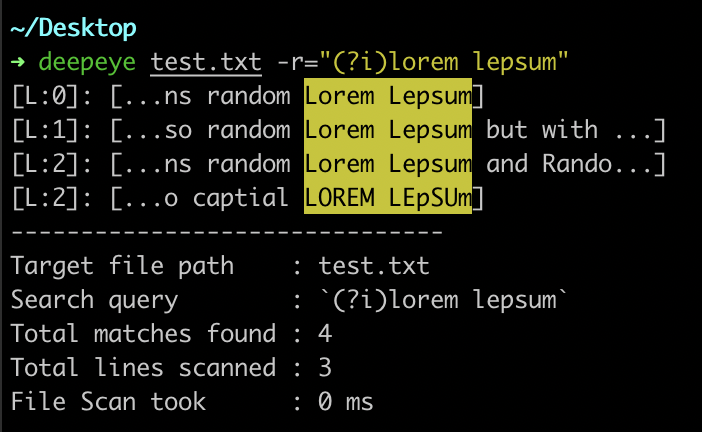 ~/Desktop
➜ deepeye test.txt -r="(?i)lorem lepsum"
[L:0]: [...ns random Lorem Lepsum]
[L:1]: [...so random Lorem Lepsum but with ...]
[L:2]: [...ns random Lorem Lepsum and Rando...]
[L:2]: [...o captial LOREM LEpSUm]
-------------------------------
Target file path    : test.txt
Search query        : `(?i)lorem lepsum`
Total matches found : 4
Total lines scanned : 3
File Scan took      : 0 ms